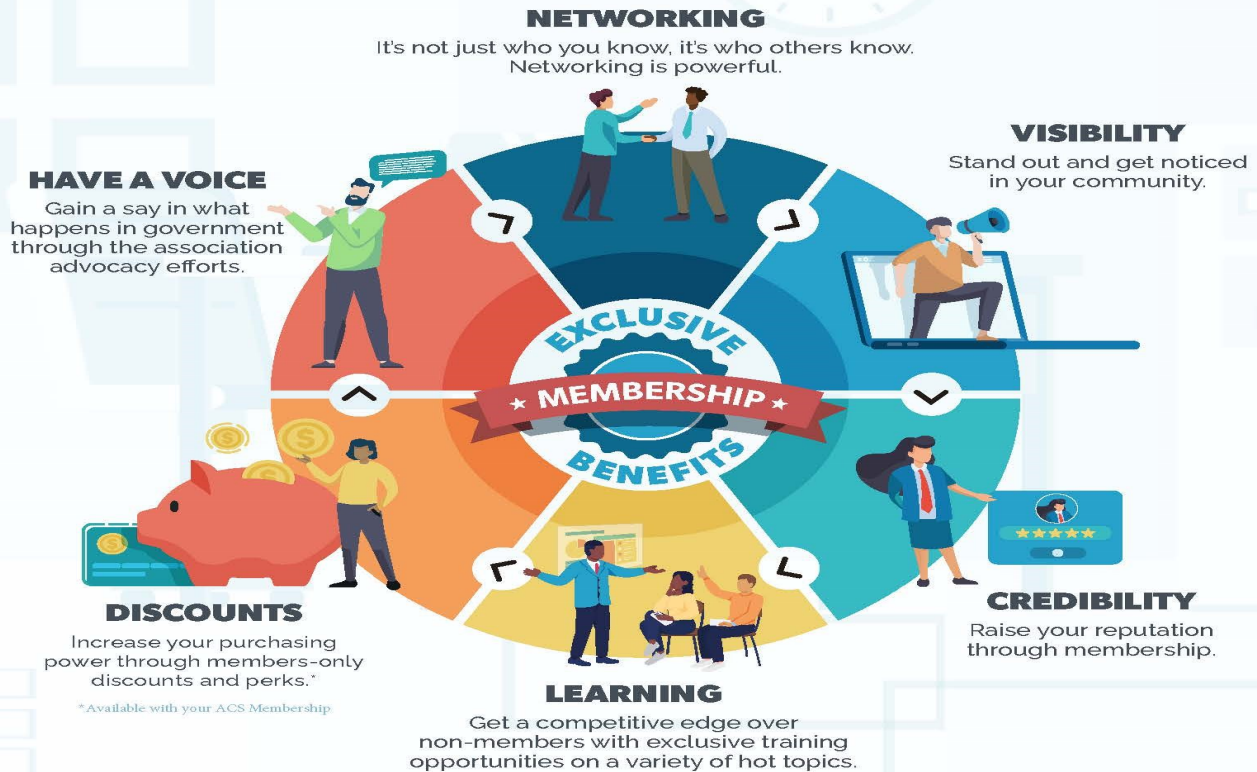 NETWORKING
It's not just who you know, it's who others know.
Networking is powerful.
VISIBILITY
Stand out and get noticed
in your community.
HAVE A VOICE
Gain a say in what
happens in government
through the association
advocacy efforts.
EXCLUSIVE
MEMBERSHIP
BENEFITS
CREDIBILITY
Raise your reputation
through membership.
DISCOUNTS
Increase your purchasing
power through members-only
discounts and perks.*
*Available with your ACS Membership
LEARNING
Get a competitive edge over
non-members with exclusive training
opportunities on a variety of hot topics.